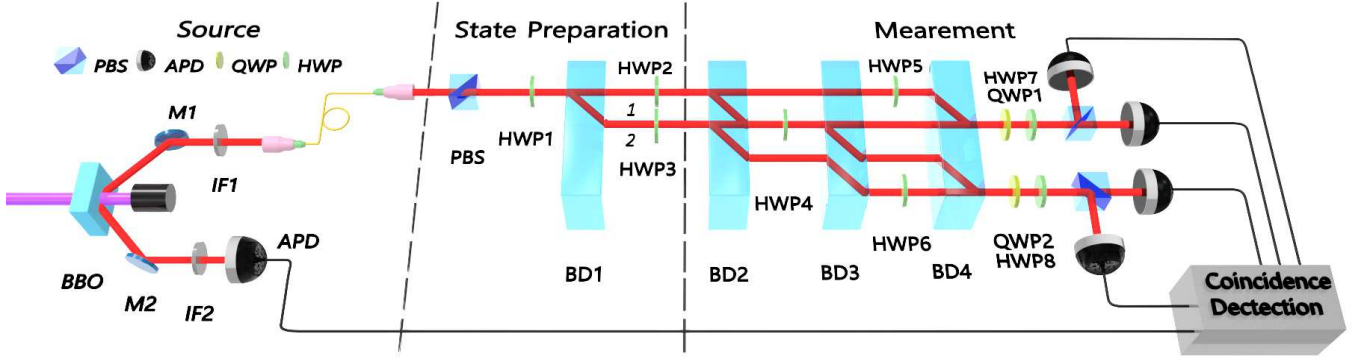 Source
State Preparation
Mearement
PBS APD QWP HWP
HWP2
HWP5
HWP7
QWP1
M1
1
2
HWP1
HWP3
PBS
IF1
HWP4
APD
HWP6
QWP2
HWP8
BBO
M2
IF2
BD1
BD2
BD3
BD4
Coincidence
Dectection